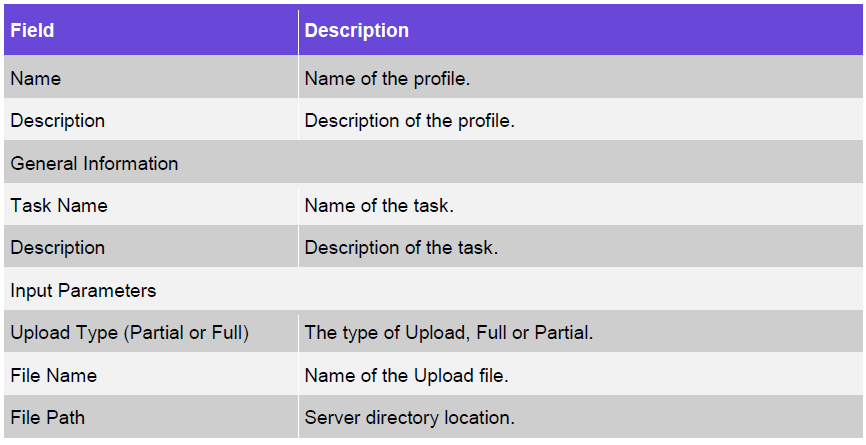 Field Description
Name Name of the profile.
Description Description of the profile.
General Information
Task Name Name of the task.
Description Description of the task.
Input Parameters
Upload Type (Partial or Full) The type of Upload, Full or Partial.
File Name Name of the Upload file.
File Path Server directory location.